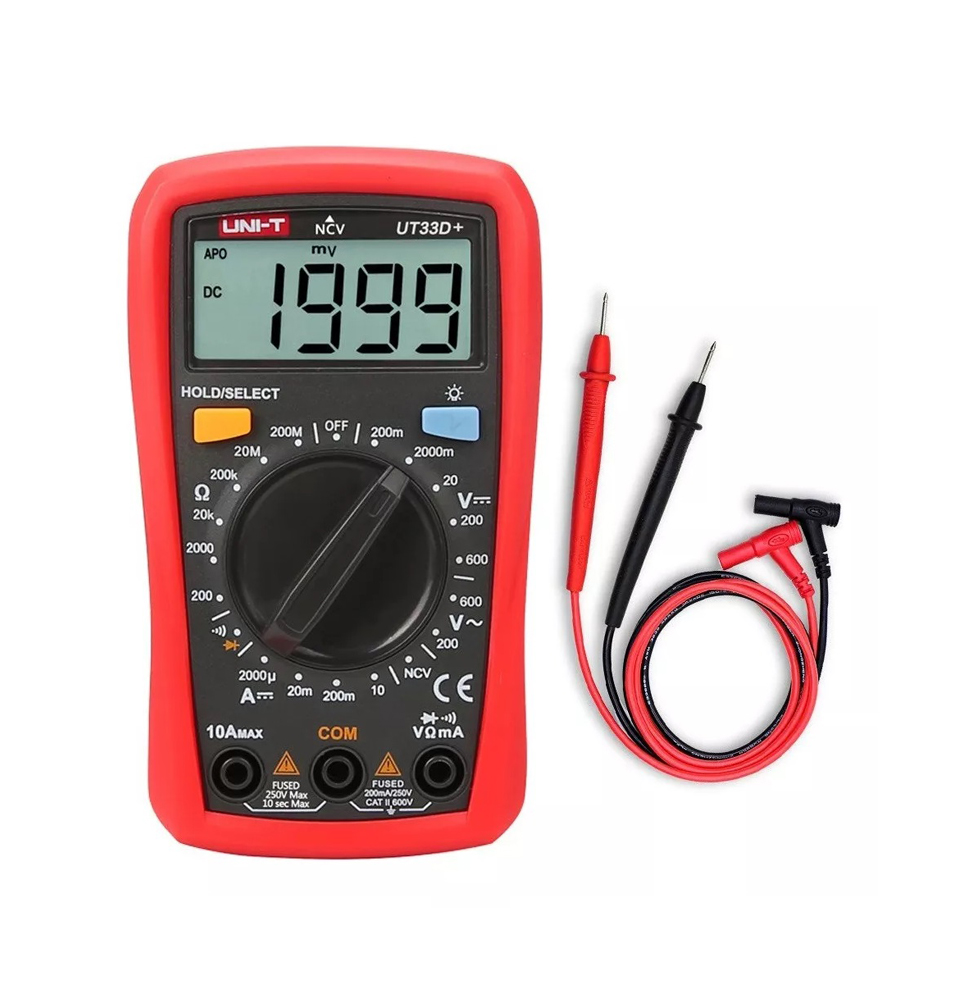 UNI-T
NCV
UT33D+
APO
mV
DC
1999
HOLD/SELECT
200M
OFF
200m
20M
2000m
200k
20
Ω
V⎓
20k
200
2000
600
200
600
V~
200
2000μ
20m
200m
10
NCV
A⎓
CE
10AMAX
COM
VΩmA
FUSED
250V Max
10 sec Max
FUSED
200mA/250V
CAT II 600V